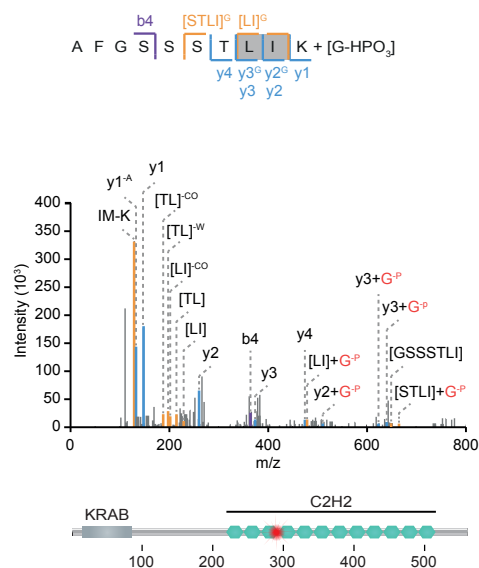 b4 [STLI]ᴳ [LI]ᴳ
A F G S S S T L I K + [G-HPO₃]
y4 y3ᴳ y2ᴳ y1
y3 y2
y1⁻ᴬ y1
IM-K
[TL]⁻ᶜᴼ
[TL]⁻ᵂ
[LI]⁻ᶜᴼ
[TL]
[LI]
y2
b4
y3
y4
[LI]+G⁻ᴾ
y2+G⁻ᴾ
y3+G⁻ᴾ
y3+G⁻ᵖ
[GSSSTLI]
[STLI]+G⁻ᴾ
Intensity (10³)
400
350
300
250
200
150
100
50
0
0 200 400 600 800
m/z
KRAB C2H2
100 200 300 400 500